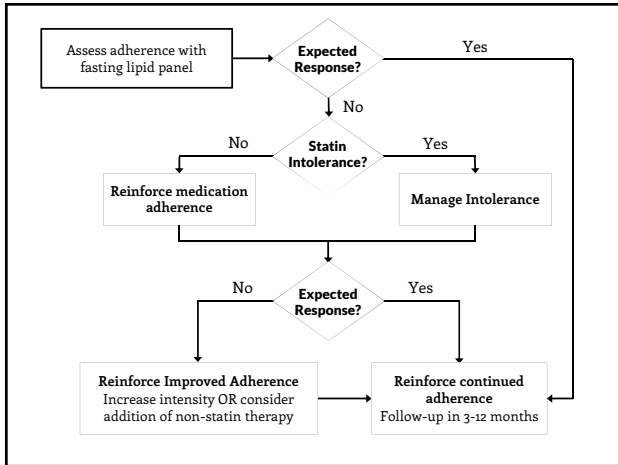 Assess adherence with
fasting lipid panel
Expected
Response?
Yes
No
Statin
Intolerance?
No
Yes
Reinforce medication
adherence
Manage Intolerance
Expected
Response?
No
Yes
Reinforce Improved Adherence
Increase intensity OR consider
addition of non-statin therapy
Reinforce continued
adherence
Follow-up in 3-12 months